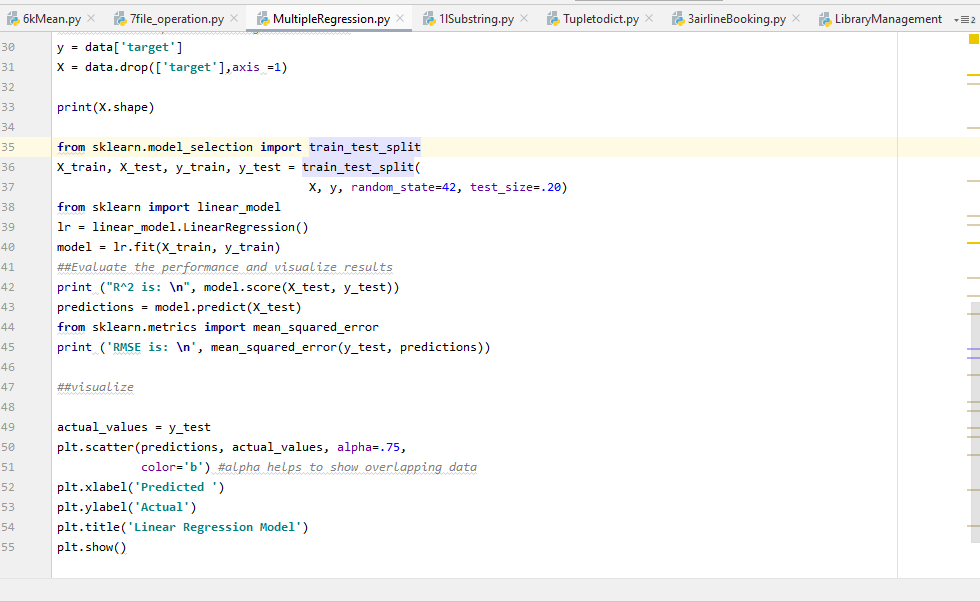 6kMean.py
7file_operation.py
MultipleRegression.py
1lSubstring.py
Tupletodict.py
3airlineBooking.py
LibraryManagement
2
30 y = data['target']
31 X = data.drop(['target'],axis =1)
32
33 print(X.shape)
34
35 from sklearn.model_selection import train_test_split
36 X_train, X_test, y_train, y_test = train_test_split(
37 X, y, random_state=42, test_size=.20)
38 from sklearn import linear_model
39 lr = linear_model.LinearRegression()
40 model = lr.fit(X_train, y_train)
41 ##Evaluate the performance and visualize results
42 print ("R^2 is: \n", model.score(X_test, y_test))
43 predictions = model.predict(X_test)
44 from sklearn.metrics import mean_squared_error
45 print ('RMSE is: \n', mean_squared_error(y_test, predictions))
46
47 ##visualize
48
49 actual_values = y_test
50 plt.scatter(predictions, actual_values, alpha=.75,
51 color='b') #alpha helps to show overlapping data
52 plt.xlabel('Predicted ')
53 plt.ylabel('Actual')
54 plt.title('Linear Regression Model')
55 plt.show()